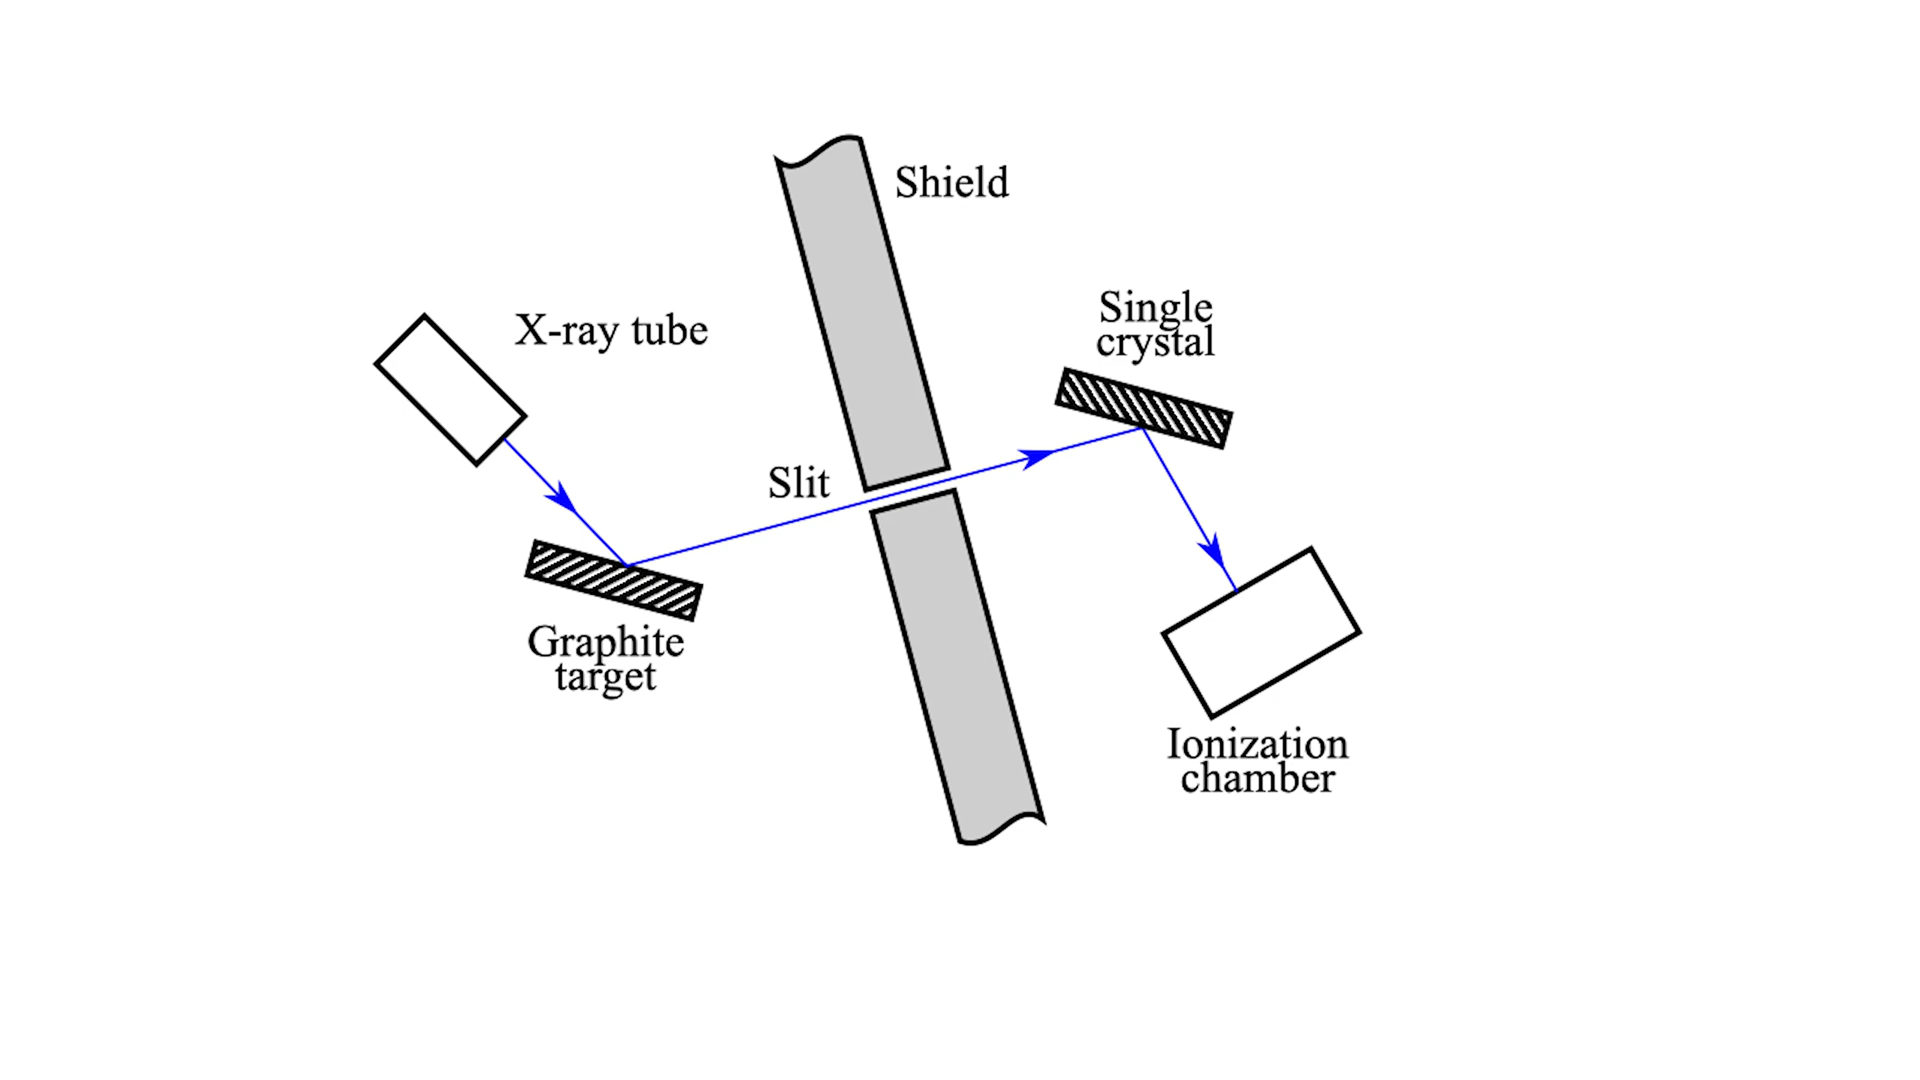 Shield
X-ray tube
Single
crystal
Slit
Graphite
target
Ionization
chamber